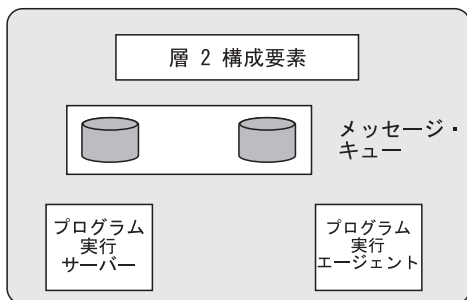 層 2 構成要素
メッセージ・
キュー
プログラム
実行
サーバー
プログラム
実行
エージェント